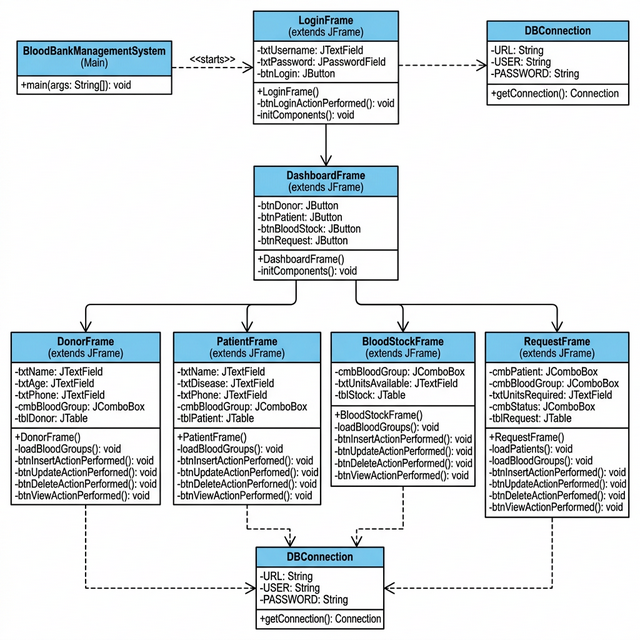 BloodBankManagementSystem
(Main)
+main(args: String[]): void
<<starts>>
LoginFrame
(extends JFrame)
-txtUsername: JTextField
-txtPassword: JPasswordField
-btnLogin: JButton
+LoginFrame()
-btnLoginActionPerformed(): void
-initComponents(): void
DBConnection
-URL: String
-USER: String
-PASSWORD: String
+getConnection(): Connection
DashboardFrame
(extends JFrame)
-btnDonor: JButton
-btnPatient: JButton
-btnBloodStock: JButton
-btnRequest: JButton
+DashboardFrame()
-initComponents(): void
DonorFrame
(extends JFrame)
-txtName: JTextField
-txtAge: JTextField
-txtPhone: JTextField
-cmbBloodGroup: JComboBox
-tblDonor: JTable
+DonorFrame()
-loadBloodGroups(): void
-btnInsertActionPerformed(): void
-btnUpdateActionPerformed(): void
-btnDeleteActionPerformed(): void
-btnViewActionPerformed(): void
PatientFrame
(extends JFrame)
-txtName: JTextField
-txtDisease: JTextField
-txtPhone: JTextField
-cmbBloodGroup: JComboBox
-tblPatient: JTable
+PatientFrame()
-loadBloodGroups(): void
-btnInsertActionPerformed(): void
-btnUpdateActionPerformed(): void
-btnDeleteActionPerformed(): void
-btnViewActionPerformed(): void
BloodStockFrame
(extends JFrame)
-cmbBloodGroup: JComboBox
-txtUnitsAvailable: JTextField
-tblStock: JTable
+BloodStockFrame()
-loadBloodGroups(): void
-btnInsertActionPerformed(): void
-btnUpdateActionPerformed(): void
-btnDeleteActionPerformed(): void
-btnViewActionPerformed(): void
RequestFrame
(extends JFrame)
-cmbPatient: JComboBox
-cmbBloodGroup: JComboBox
-txtUnitsRequired: JTextField
-cmbStatus: JComboBox
-tblRequest: JTable
+RequestFrame()
-loadPatients(): void
-loadBloodGroups(): void
-btnInsertActionPerformed(): void
-btnUpdateActionPerformed(): void
-btnDeleteActionPerformed(): void
-btnViewActionPerformed(): void
DBConnection
-URL: String
-USER: String
-PASSWORD: String
+getConnection(): Connection